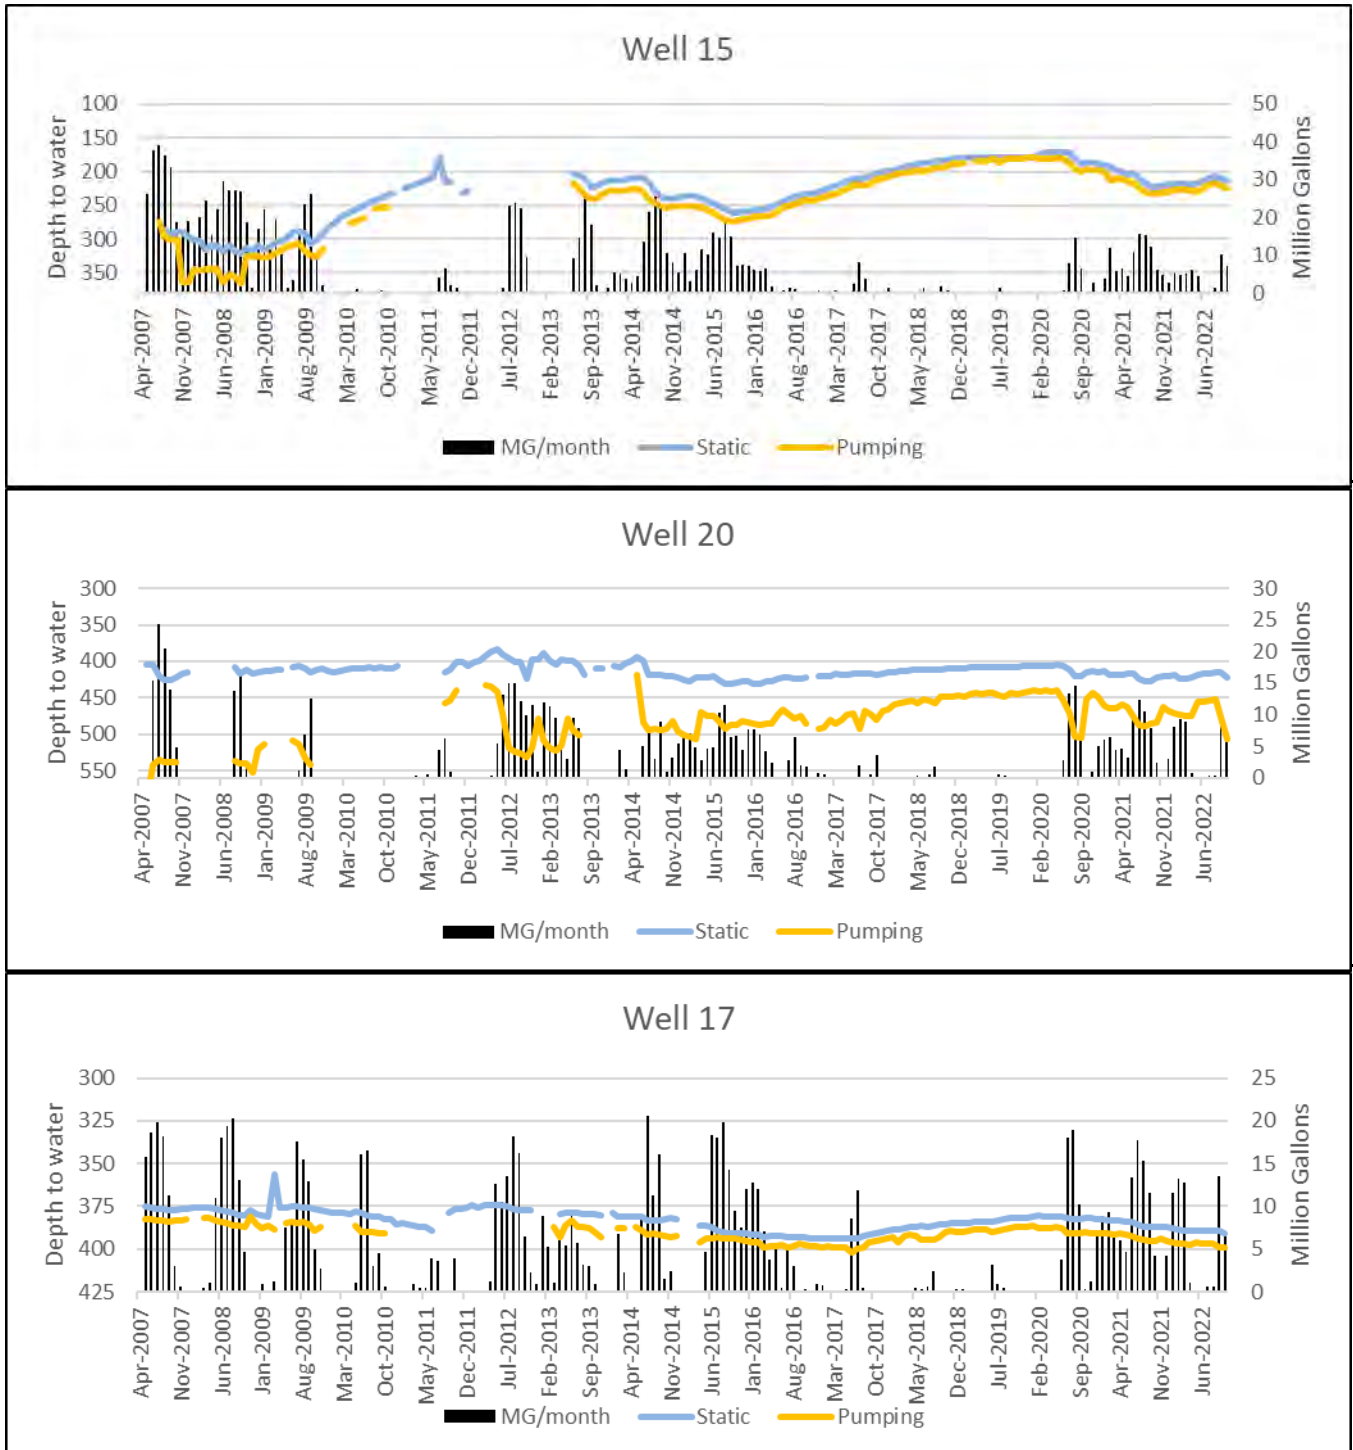 Well 15
Depth to water
Million Gallons
100
150
200
250
300
350
50
40
30
20
10
0
Apr-2007
Nov-2007
Jun-2008
Jan-2009
Aug-2009
Mar-2010
Oct-2010
May-2011
Dec-2011
Jul-2012
Feb-2013
Sep-2013
Apr-2014
Nov-2014
Jun-2015
Jan-2016
Aug-2016
Mar-2017
Oct-2017
May-2018
Dec-2018
Jul-2019
Feb-2020
Sep-2020
Apr-2021
Nov-2021
Jun-2022
MG/month Static Pumping
Well 20
Depth to water
Million Gallons
300
350
400
450
500
550
30
25
20
15
10
5
0
Apr-2007
Nov-2007
Jun-2008
Jan-2009
Aug-2009
Mar-2010
Oct-2010
May-2011
Dec-2011
Jul-2012
Feb-2013
Sep-2013
Apr-2014
Nov-2014
Jun-2015
Jan-2016
Aug-2016
Mar-2017
Oct-2017
May-2018
Dec-2018
Jul-2019
Feb-2020
Sep-2020
Apr-2021
Nov-2021
Jun-2022
MG/month Static Pumping
Well 17
Depth to water
Million Gallons
300
325
350
375
400
425
25
20
15
10
5
0
Apr-2007
Nov-2007
Jun-2008
Jan-2009
Aug-2009
Mar-2010
Oct-2010
May-2011
Dec-2011
Jul-2012
Feb-2013
Sep-2013
Apr-2014
Nov-2014
Jun-2015
Jan-2016
Aug-2016
Mar-2017
Oct-2017
May-2018
Dec-2018
Jul-2019
Feb-2020
Sep-2020
Apr-2021
Nov-2021
Jun-2022
MG/month Static Pumping